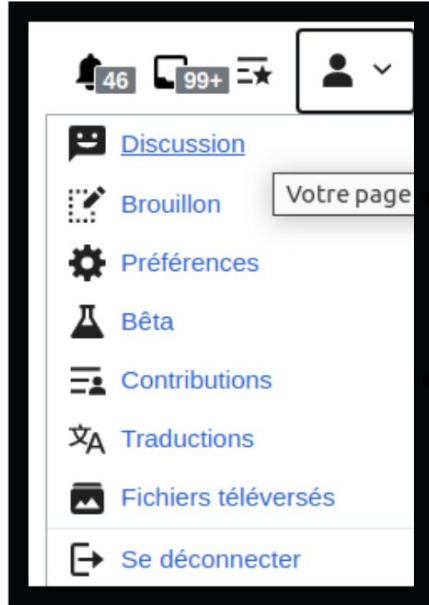 46 99+
Discussion
Votre page
Brouillon
Préférences
Bêta
Contributions
Traductions
Fichiers téléversés
Se déconnecter